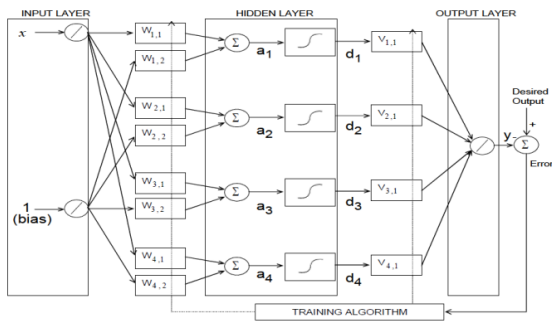 INPUT LAYER
HIDDEN LAYER
OUTPUT LAYER
x
1
(bias)
W1,1
W1,2
W2,1
W2,2
W3,1
W3,2
W4,1
W4,2
Σ
a1
d1
V1,1
Σ
a2
d2
V2,1
Σ
a3
d3
V3,1
Σ
a4
d4
V4,1
Desired
Output
+
y
-
Σ
Error
TRAINING ALGORITHM